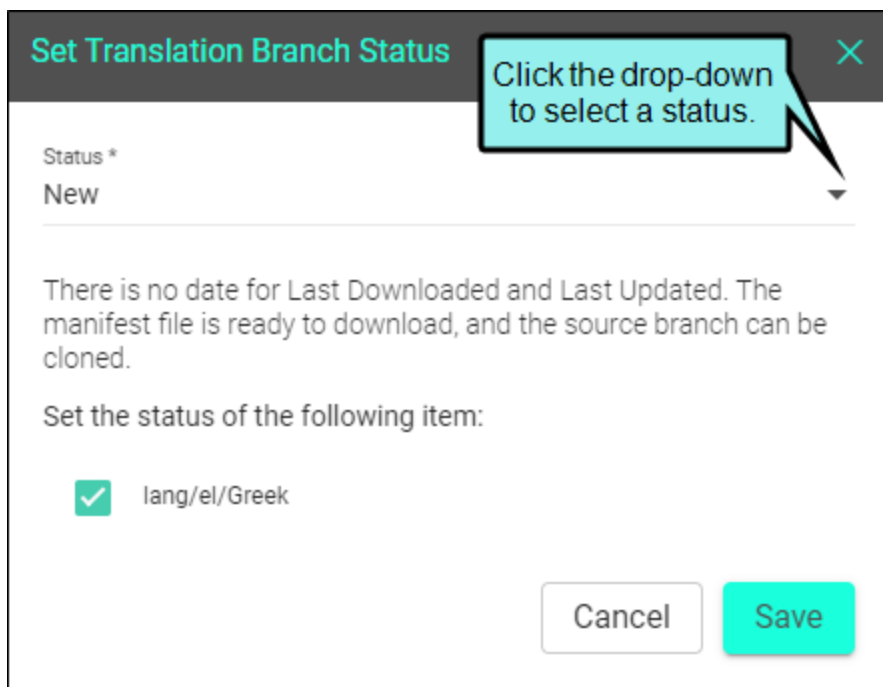 Set Translation Branch Status
Click the drop-down
to select a status.
Status *
New
There is no date for Last Downloaded and Last Updated. The
manifest file is ready to download, and the source branch can be
cloned.
Set the status of the following item:
lang/el/Greek
Cancel
Save